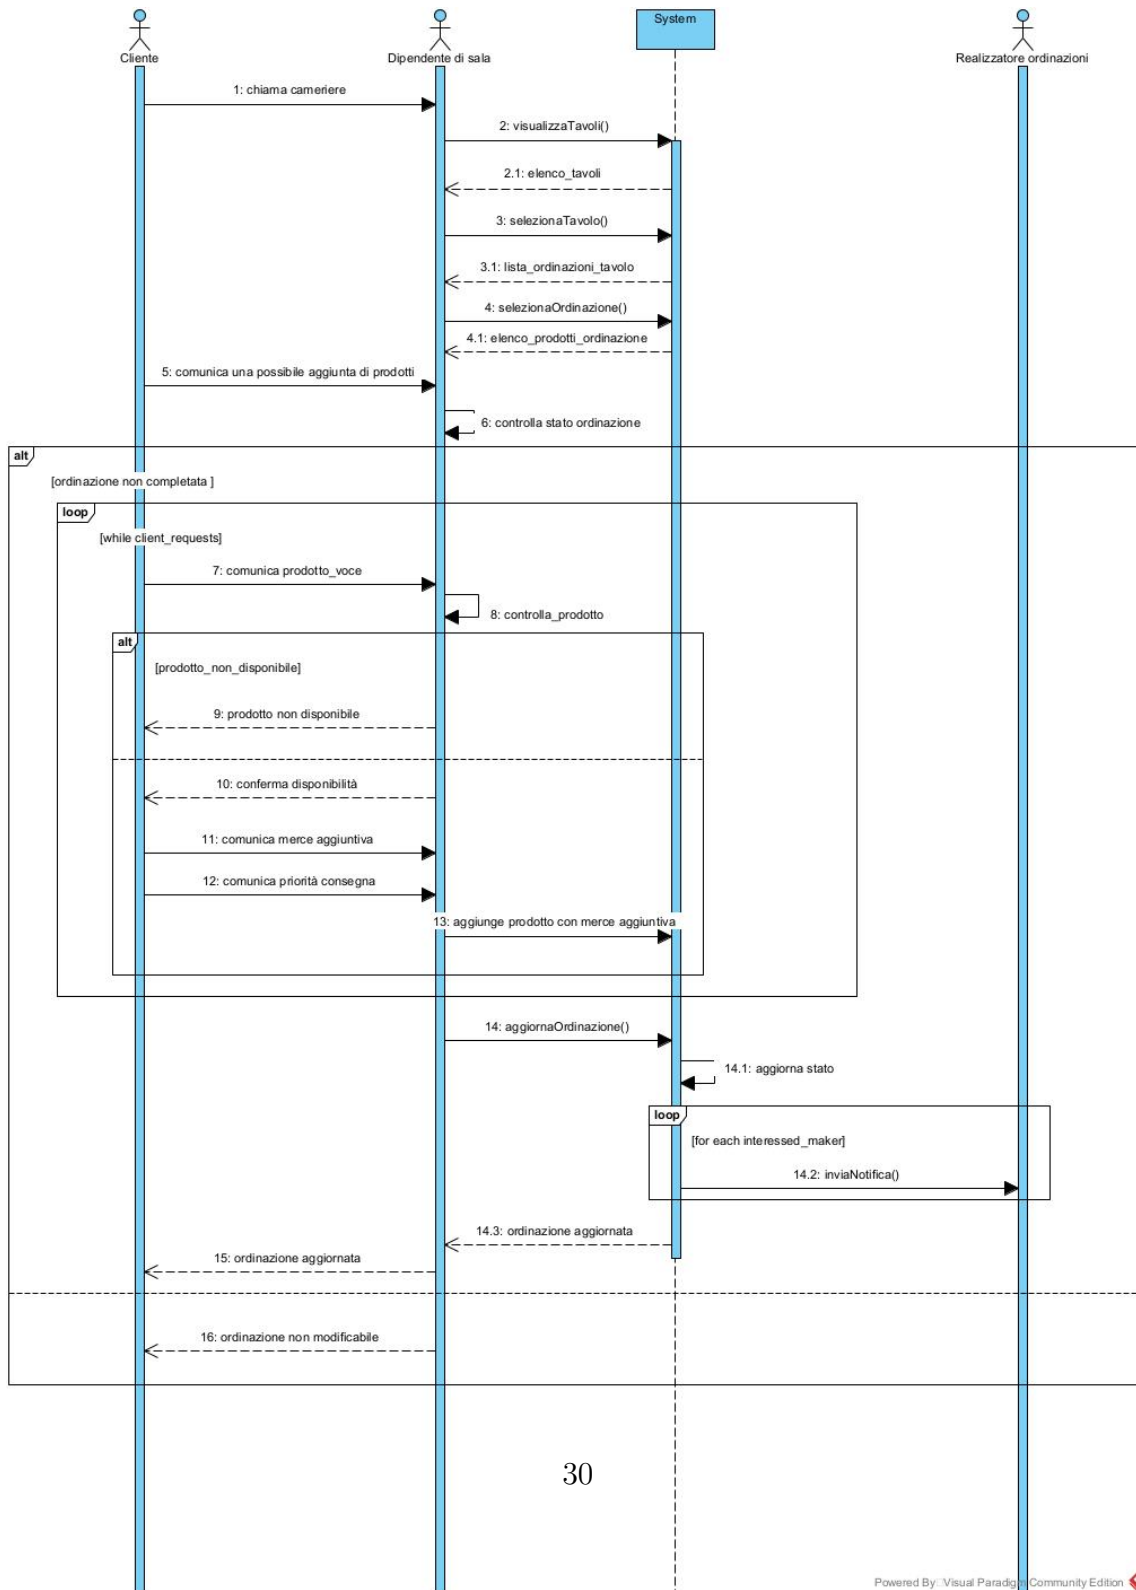 System
Cliente
Dipendente di sala
Realizzatore ordinazioni
1: chiama cameriere
2: visualizzaTavoli()
2.1: elenco_tavoli
3: selezionaTavolo()
3.1: lista_ordinazioni_tavolo
4: selezionaOrdinazione()
4.1: elenco_prodotti_ordinazione
5: comunica una possibile aggiunta di prodotti
6: controlla stato ordinazione
alt
[ordinazione non completata ]
loop
[while client_requests]
7: comunica prodotto_voce
8: controlla_prodotto
alt
[prodotto_non_disponibile]
9: prodotto non disponibile
10: conferma disponibilità
11: comunica merce aggiuntiva
12: comunica priorità consegna
13: aggiunge prodotto con merce aggiuntiva
14: aggiornaOrdinazione()
14.1: aggiorna stato
loop
[for each interessed_maker]
14.2: inviaNotifica()
14.3: ordinazione aggiornata
15: ordinazione aggiornata
16: ordinazione non modificabile
30
Powered By Visual Paradigm Community Edition